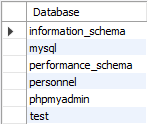 Database
information_schema
mysql
performance_schema
personnel
phpmyadmin
test